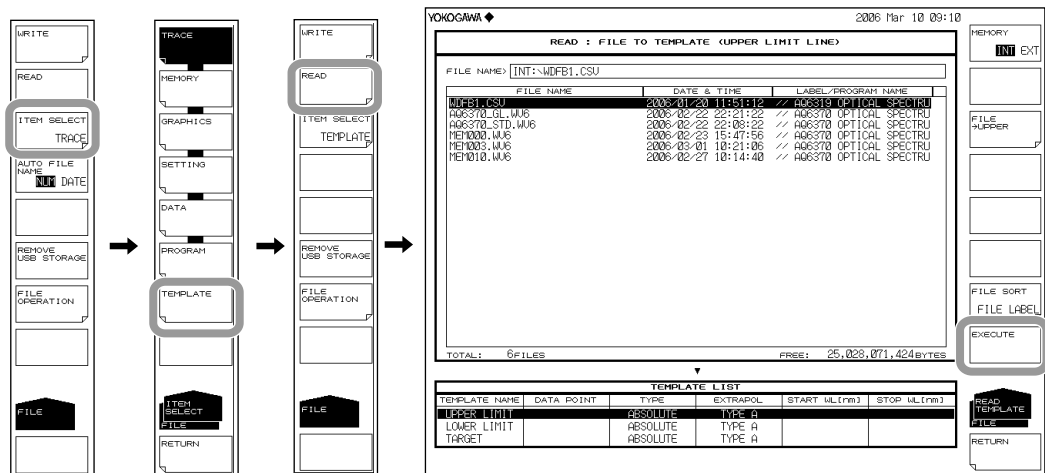 WRITE
READ
ITEM SELECT
TRACE
AUTO FILE
NAME
NUM DATE
REMOVE
USB STORAGE
FILE
OPERATION
FILE
TRACE
MEMORY
GRAPHICS
SETTING
DATA
PROGRAM
TEMPLATE
ITEM
SELECT
FILE
RETURN
WRITE
READ
ITEM SELECT
TEMPLATE
REMOVE
USB STORAGE
FILE
OPERATION
FILE
YOKOGAWA 2006 Mar 10 09:10
READ : FILE TO TEMPLATE (UPPER LIMIT LINE)
FILE NAME> INT:\WDFB1.CSV
FILE NAME DATE & TIME LABEL/PROGRAM NAME
WDFB1.CSV 2006/01/20 11:51:12 // AQ6319 OPTICAL SPECTRU
AQ6370_GL.WV6 2006/02/22 22:21:22 // AQ6370 OPTICAL SPECTRU
AQ6370_STD.WV6 2006/02/22 22:08:22 // AQ6370 OPTICAL SPECTRU
MEM000.WV6 2006/02/23 15:47:56 // AQ6370 OPTICAL SPECTRU
MEM003.WV6 2006/03/01 10:21:06 // AQ6370 OPTICAL SPECTRU
MEM010.WV6 2006/02/27 10:14:40 // AQ6370 OPTICAL SPECTRU
TOTAL: 6FILES FREE: 25,028,071,424BYTES
TEMPLATE LIST
TEMPLATE NAME DATA POINT TYPE EXTRAPOL START WL[nm] STOP WL[nm]
UPPER LIMIT ABSOLUTE TYPE A
LOWER LIMIT ABSOLUTE TYPE A
TARGET ABSOLUTE TYPE A
MEMORY
INT EXT
FILE
→UPPER
FILE SORT
FILE LABEL
EXECUTE
READ
TEMPLATE
FILE
RETURN